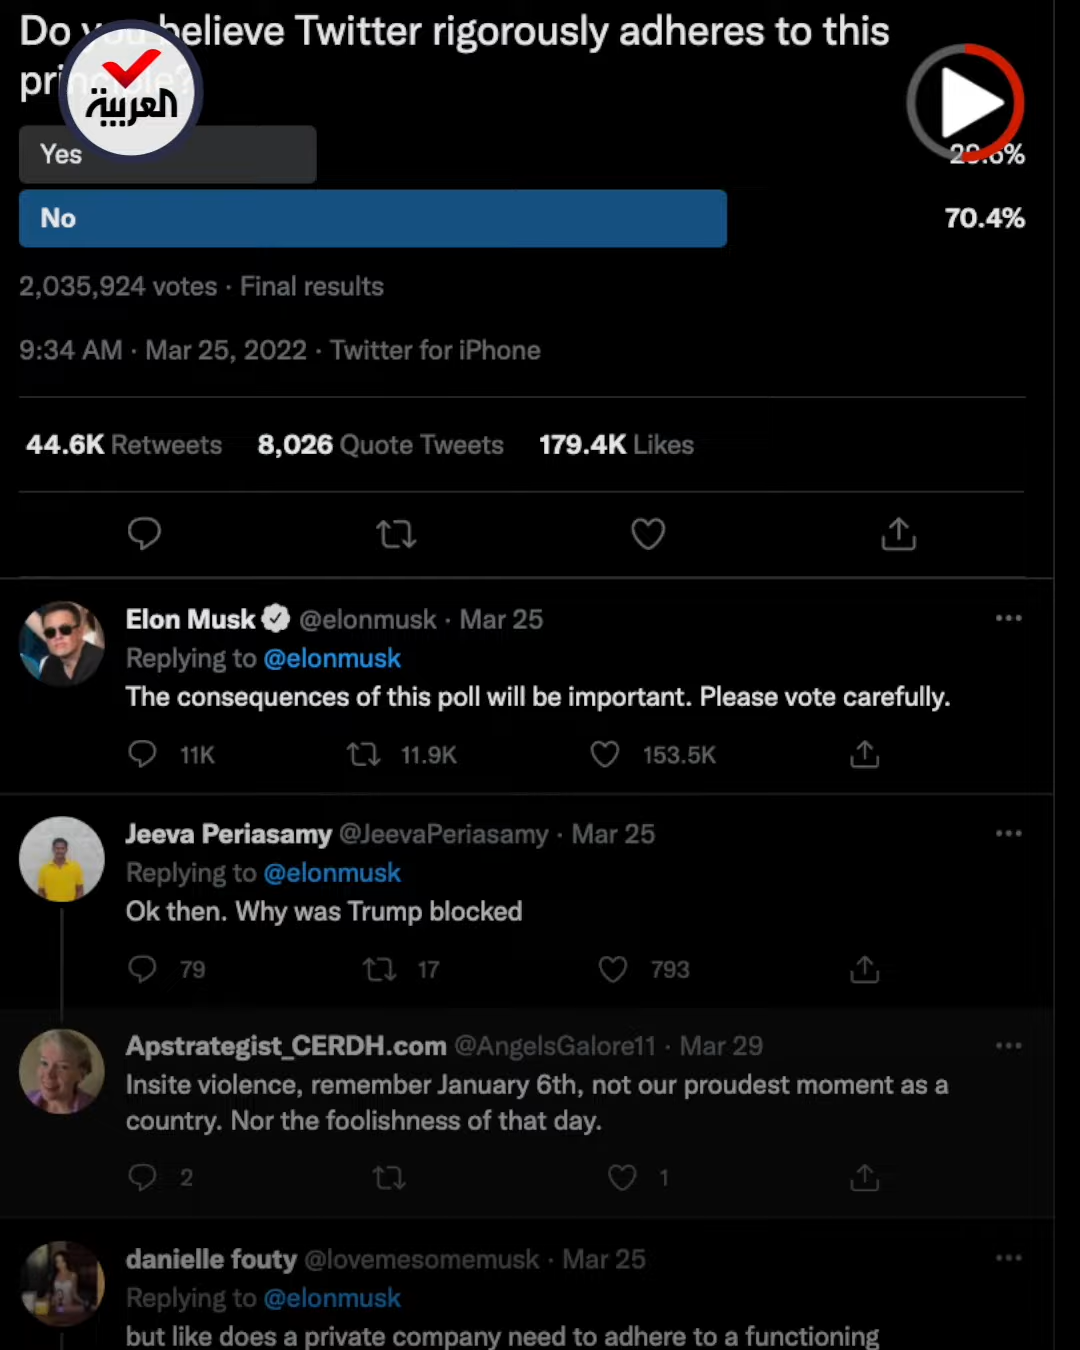 Do you believe Twitter rigorously adheres to this
principle?
العربية
Yes
29.6%
No
70.4%
2,035,924 votes · Final results
9:34 AM · Mar 25, 2022 · Twitter for iPhone
44.6K Retweets 8,026 Quote Tweets 179.4K Likes
Elon Musk @elonmusk · Mar 25
Replying to @elonmusk
The consequences of this poll will be important. Please vote carefully.
11K 11.9K 153.5K
Jeeva Periasamy @JeevaPeriasamy · Mar 25
Replying to @elonmusk
Ok then. Why was Trump blocked
79 17 793
Apstrategist_CERDH.com @AngelsGalore11 · Mar 29
Insite violence, remember January 6th, not our proudest moment as a
country. Nor the foolishness of that day.
2 1
danielle fouty @lovemesomemusk · Mar 25
Replying to @elonmusk
but like does a private company need to adhere to a functioning